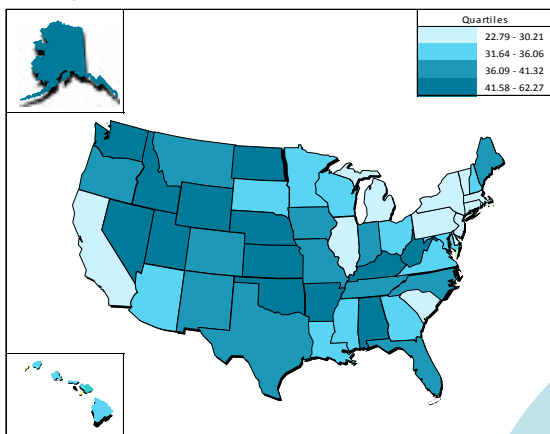 Quartiles
22.79 - 30.21
31.64 - 36.06
36.09 - 41.32
41.58 - 62.27